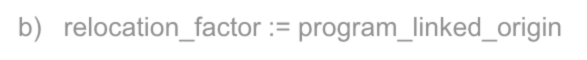 b) relocation_factor := program_linked_origin